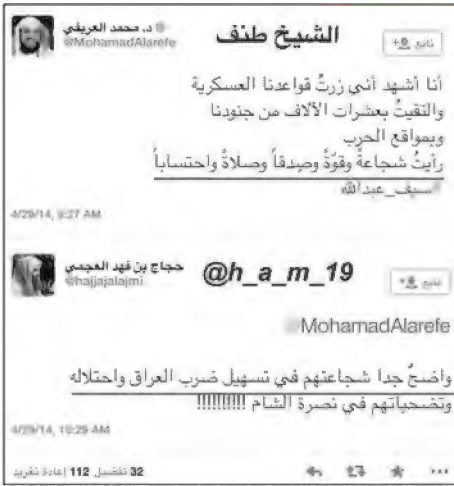 د. محمد العريفي
@MohamadAlarefe
الشيخ طنف
تابع
أنا أشهد أني زرتُ قواعدنا العسكرية
والتقيتُ بعشرات الآلاف من جنودنا
وبمواقع الحرب
رأيتُ شجاعةً وقوّةً وصِدقاً وصلاةً واحتساباً
#سيف_عبدالله
4/29/14, 9:27 AM
حجاج بن فهد العجمي
@hajjajalajmi
@h_a_m_19
تابع
@MohamadAlarefe
واضحٌ جدا شجاعتهم في تسهيل ضرب العراق واحتلاله
وتضحياتهم في نصرة الشام !!!!!!!!!!
4/29/14, 10:29 AM
32 تفضيل 112 إعادة تغريد